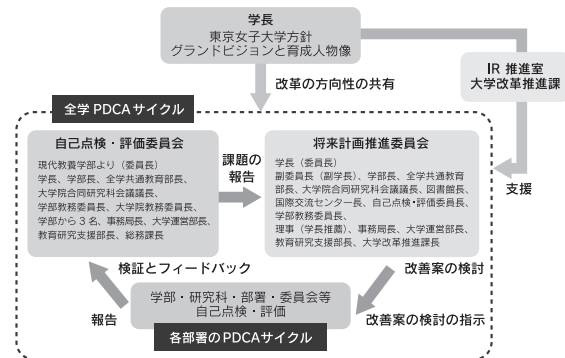 学長
東京女子大学方針
グランドビジョンと育成人物像
改革の方向性の共有
IR 推進室
大学改革推進課
支援
全学PDCAサイクル
自己点検・評価委員会
現代教養学部より（委員長）
学長、学部長、全学共通教育部長、
大学院合同研究科会議議長、
学部教務委員長、大学院教務委員長、
学部から3名、事務局長、大学運営部長、
教育研究支援部長、総務課長
課題の
報告
将来計画推進委員会
学長（委員長）
副委員長（副学長）、学部長、全学共通教育
部長、大学院合同研究科会議議長、図書館長、
国際交流センター長、自己点検・評価委員長、
学部教務委員長、
理事（学長推薦）、事務局長、大学運営部長、
教育研究支援部長、大学改革推進課長
検証とフィードバック
改善案の検討
学部・研究科・部署・委員会等
自己点検・評価
報告
改善案の検討の指示
各部署のPDCAサイクル